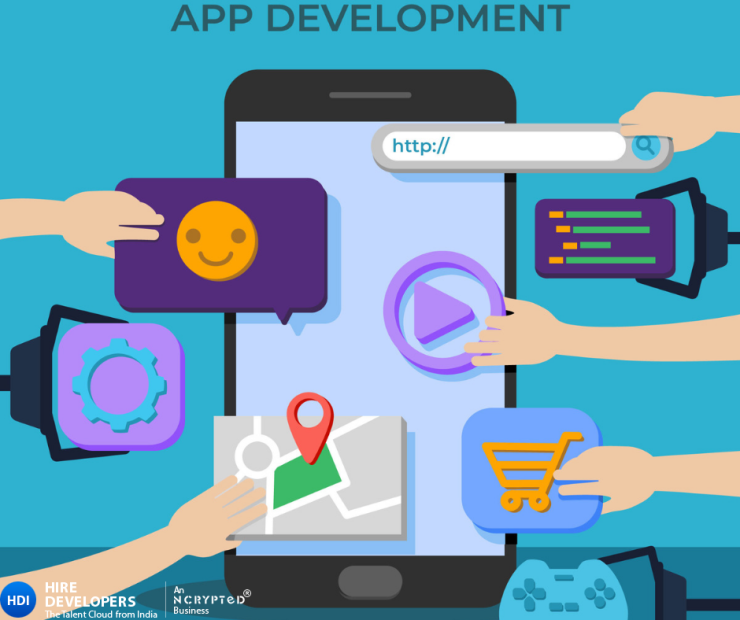 APP DEVELOPMENT
http://
HDI
HIRE
DEVELOPERS
The Talent Cloud from India
An
NCRYPTED®
Business